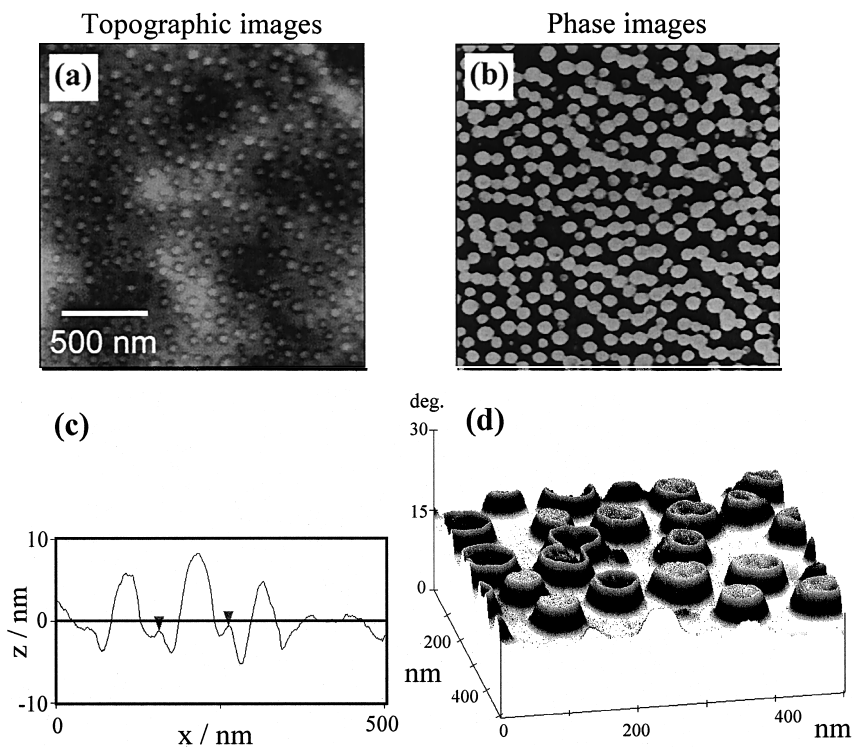 Topographic images
Phase images
(a)
(b)
500 nm
(c)
10
0
-10
z / nm
0
500
x / nm
(d)
deg.
30
15
0
200
400
nm
0
200
400
nm